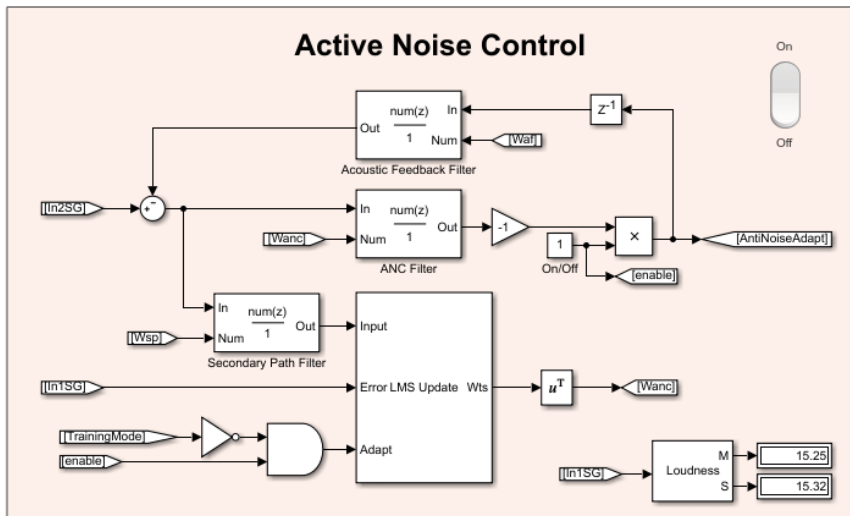 Active Noise Control
On
Off
num(z)
1
In
Out
Num
Acoustic Feedback Filter
Z-1
[Waf]
[In2SG]
+
−
In
num(z)
1
Out
Num
ANC Filter
[Wanc]
-1
1
On/Off
×
[AntiNoiseAdapt]
[enable]
In
num(z)
1
Out
Num
Secondary Path Filter
[Wsp]
Input
Error LMS Update Wts
Adapt
[In1SG]
uT
[Wanc]
[TrainingMode]
[enable]
[In1SG]
Loudness
M
S
15.25
15.32